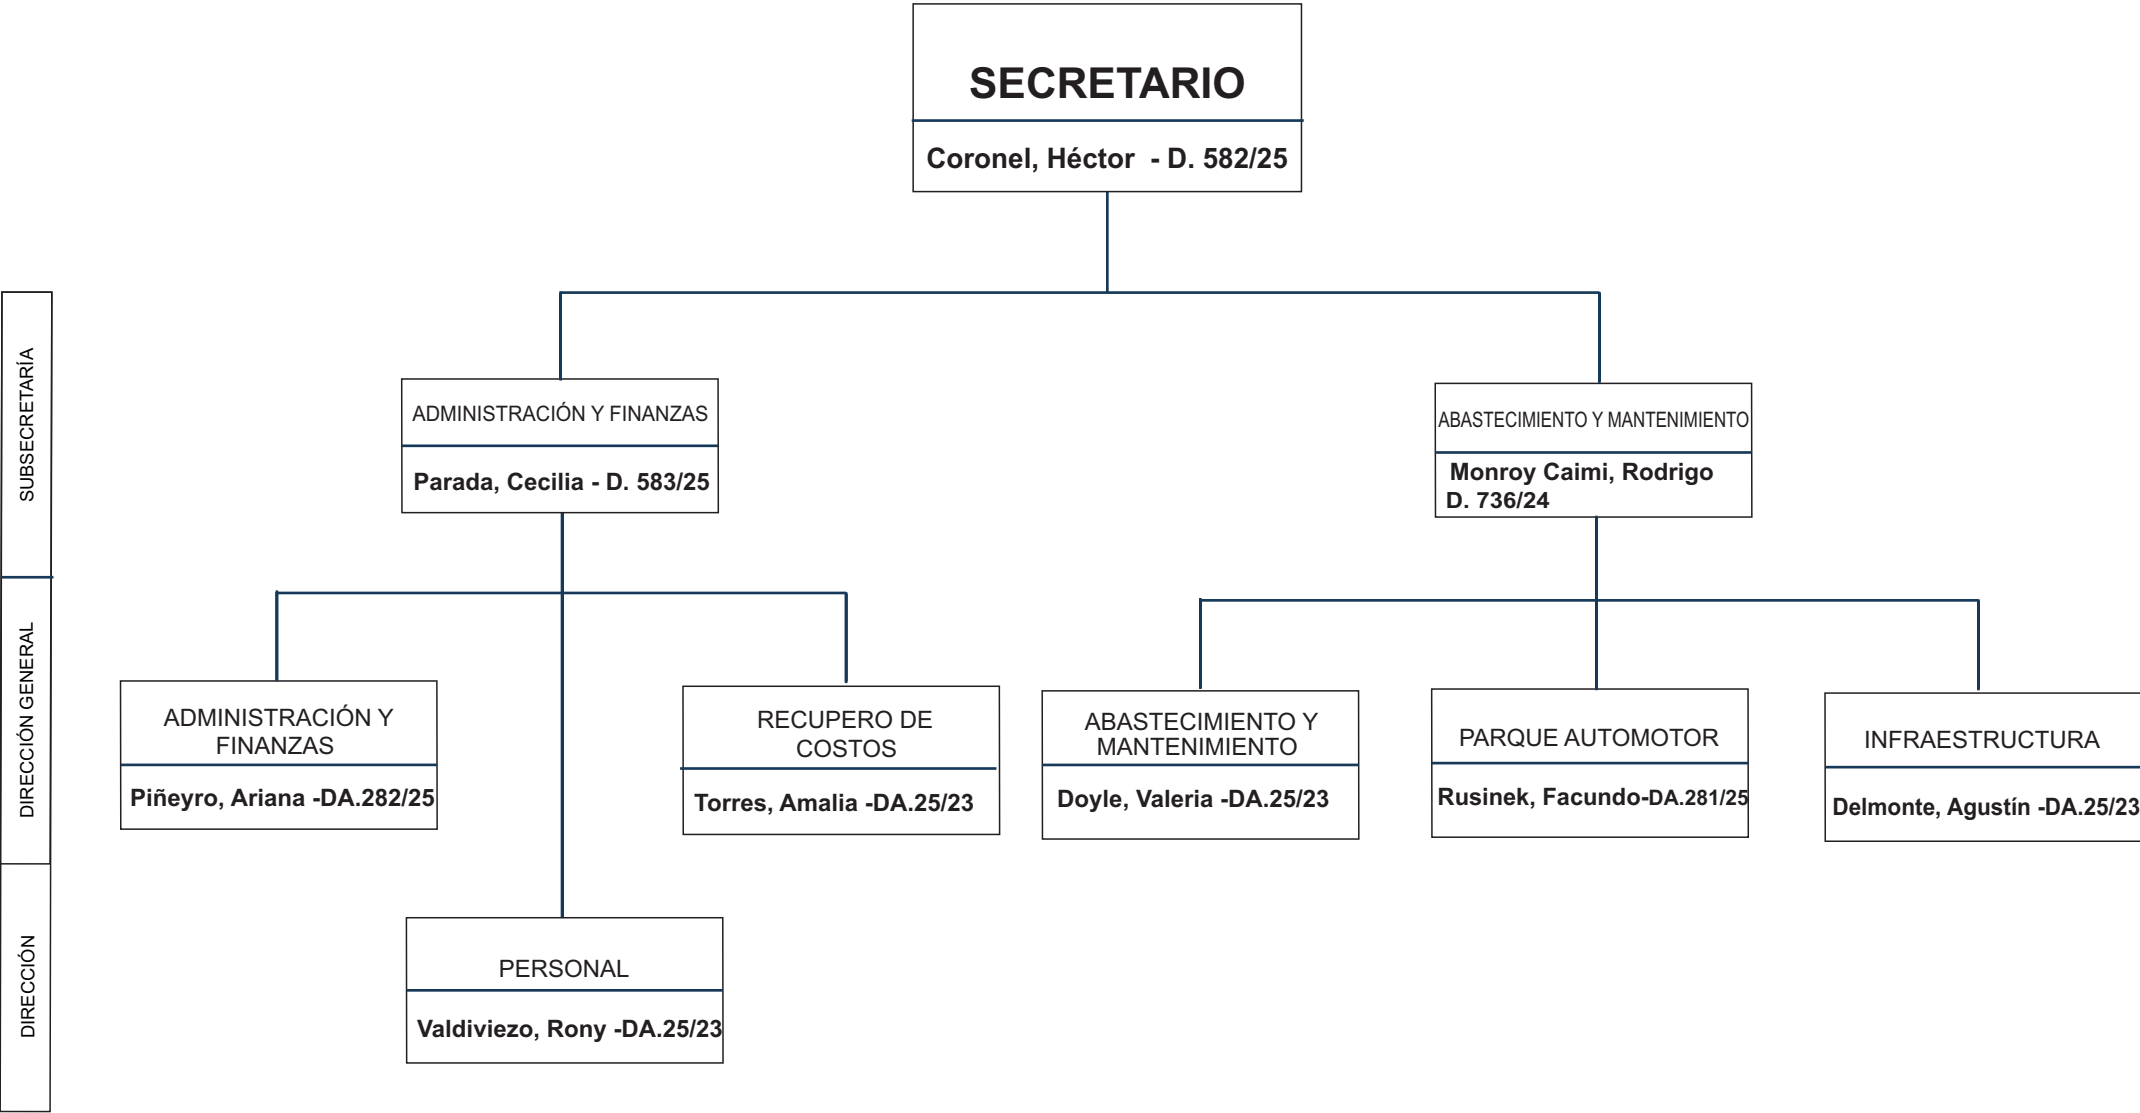 SECRETARIO
Coronel, Héctor - D. 582/25
SUBSECRETARÍA
ADMINISTRACIÓN Y FINANZAS
Parada, Cecilia - D. 583/25
ABASTECIMIENTO Y MANTENIMIENTO
Monroy Caimi, Rodrigo
D. 736/24
DIRECCIÓN GENERAL
ADMINISTRACIÓN Y
FINANZAS
Piñeyro, Ariana -DA.282/25
RECUPERO DE
COSTOS
Torres, Amalia -DA.25/23
ABASTECIMIENTO Y
MANTENIMIENTO
Doyle, Valeria -DA.25/23
PARQUE AUTOMOTOR
Rusinek, Facundo-DA.281/25
INFRAESTRUCTURA
Delmonte, Agustín -DA.25/23
DIRECCIÓN
PERSONAL
Valdiviezo, Rony -DA.25/23